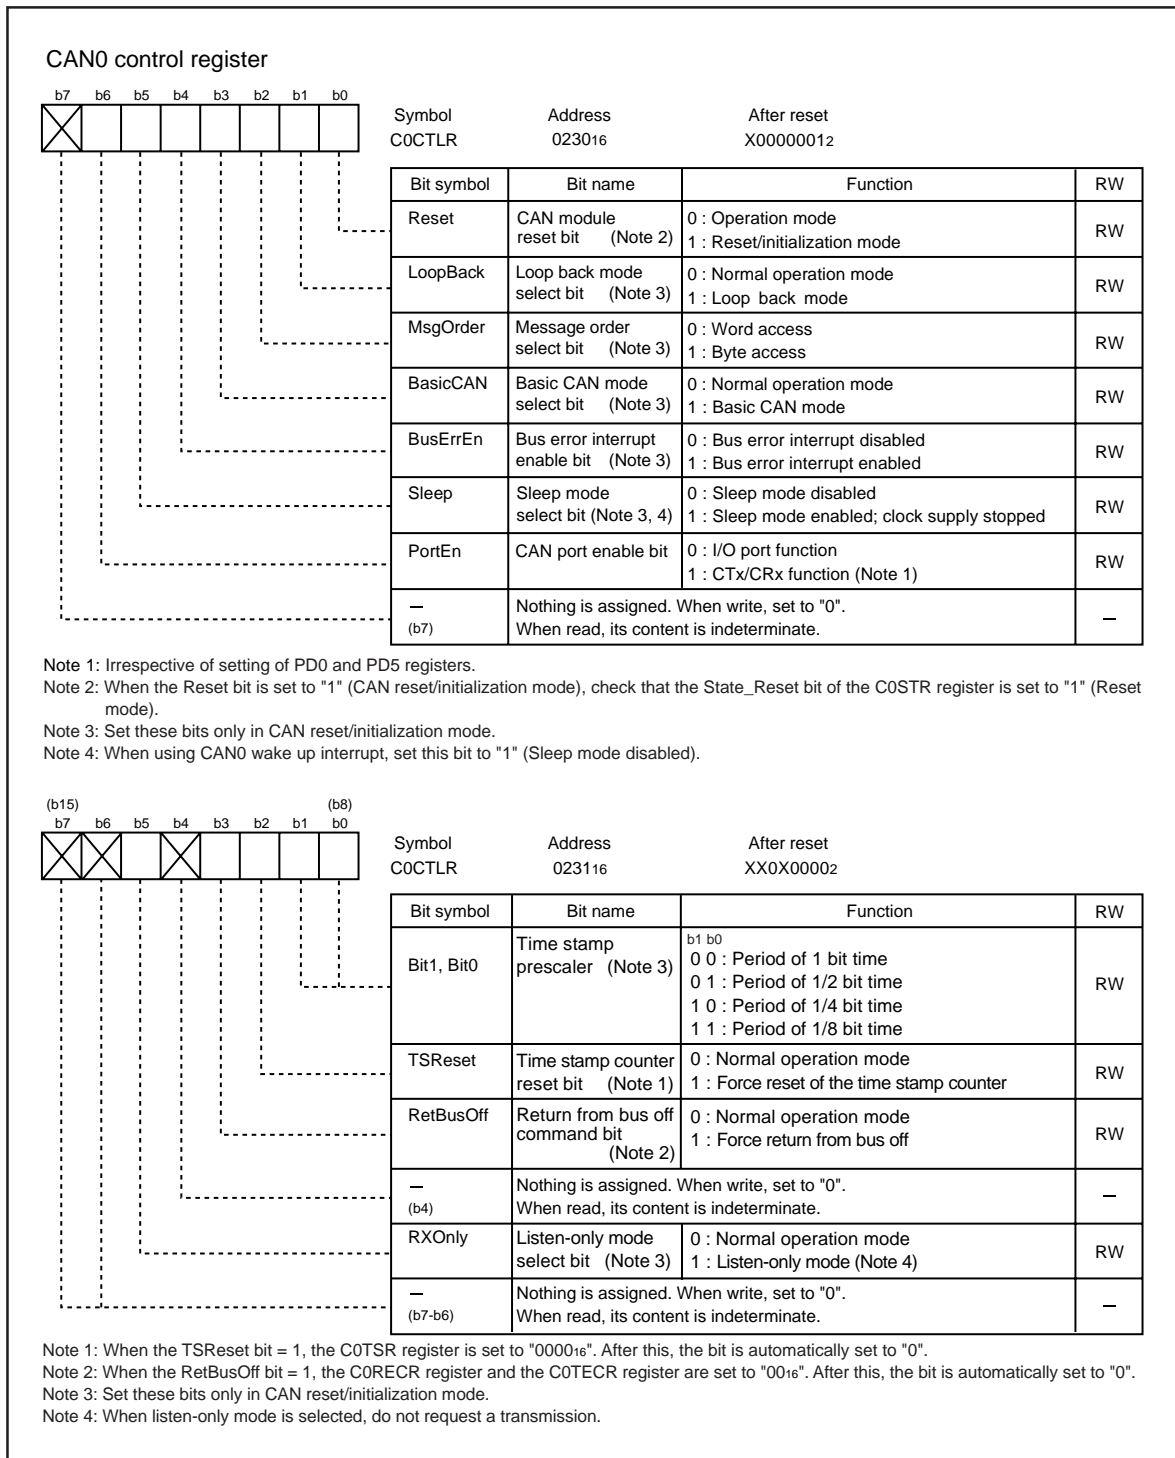 CAN0 control register
b7 b6 b5 b4 b3 b2 b1 b0
Symbol Address After reset
C0CTLR 023016 X00000012
Bit symbol Bit name Function RW
Reset CAN module reset bit (Note 2) 0 : Operation mode RW
1 : Reset/initialization mode
LoopBack Loop back mode select bit (Note 3) 0 : Normal operation mode RW
1 : Loop back mode
MsgOrder Message order select bit (Note 3) 0 : Word access RW
1 : Byte access
BasicCAN Basic CAN mode select bit (Note 3) 0 : Normal operation mode RW
1 : Basic CAN mode
BusErrEn Bus error interrupt enable bit (Note 3) 0 : Bus error interrupt disabled RW
1 : Bus error interrupt enabled
Sleep Sleep mode select bit (Note 3, 4) 0 : Sleep mode disabled RW
1 : Sleep mode enabled; clock supply stopped
PortEn CAN port enable bit 0 : I/O port function RW
1 : CTx/CRx function (Note 1)
— Nothing is assigned. When write, set to "0". —
(b7) When read, its content is indeterminate.
Note 1: Irrespective of setting of PD0 and PD5 registers.
Note 2: When the Reset bit is set to "1" (CAN reset/initialization mode), check that the State_Reset bit of the C0STR register is set to "1" (Reset
mode).
Note 3: Set these bits only in CAN reset/initialization mode.
Note 4: When using CAN0 wake up interrupt, set this bit to "1" (Sleep mode disabled).
(b15) (b8)
b7 b6 b5 b4 b3 b2 b1 b0
Symbol Address After reset
C0CTLR 023116 XX0X00002
Bit symbol Bit name Function RW
Bit1, Bit0 Time stamp prescaler (Note 3) b1 b0 RW
0 0 : Period of 1 bit time
0 1 : Period of 1/2 bit time
1 0 : Period of 1/4 bit time
1 1 : Period of 1/8 bit time
TSReset Time stamp counter reset bit (Note 1) 0 : Normal operation mode RW
1 : Force reset of the time stamp counter
RetBusOff Return from bus off command bit (Note 2) 0 : Normal operation mode RW
1 : Force return from bus off
— Nothing is assigned. When write, set to "0". —
(b4) When read, its content is indeterminate.
RXOnly Listen-only mode select bit (Note 3) 0 : Normal operation mode RW
1 : Listen-only mode (Note 4)
— Nothing is assigned. When write, set to "0". —
(b7-b6) When read, its content is indeterminate.
Note 1: When the TSReset bit = 1, the C0TSR register is set to "000016". After this, the bit is automatically set to "0".
Note 2: When the RetBusOff bit = 1, the C0RECR register and the C0TECR register are set to "0016". After this, the bit is automatically set to "0".
Note 3: Set these bits only in CAN reset/initialization mode.
Note 4: When listen-only mode is selected, do not request a transmission.